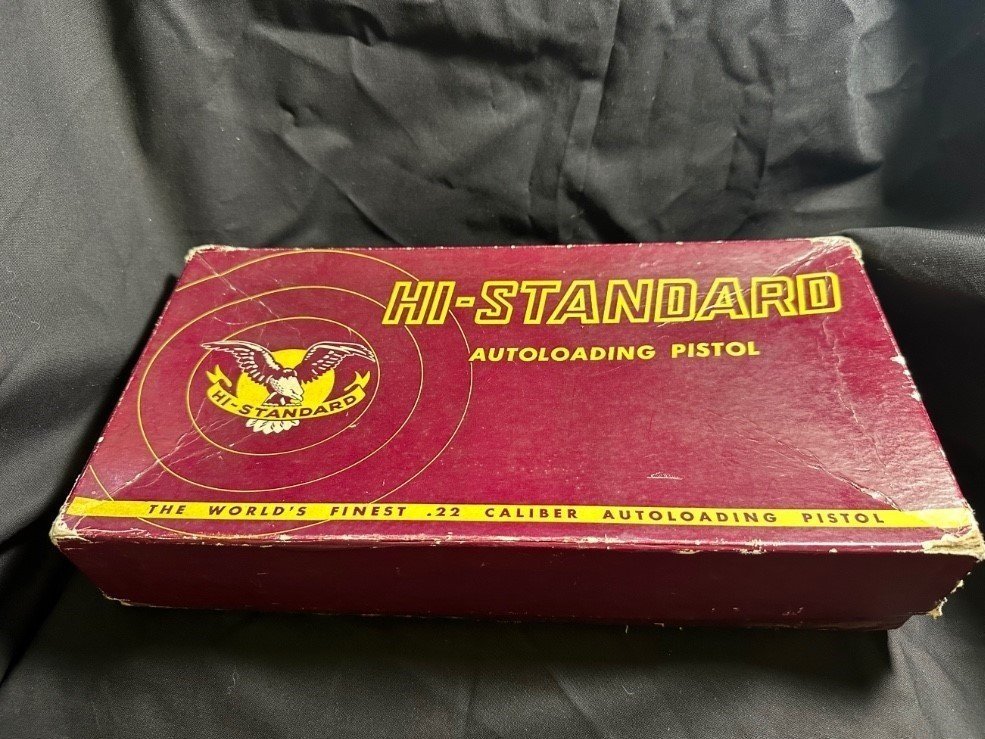 HI-STANDARD
AUTOLOADING PISTOL
HI-STANDARD
THE WORLD'S FINEST .22 CALIBER AUTOLOADING PISTOL